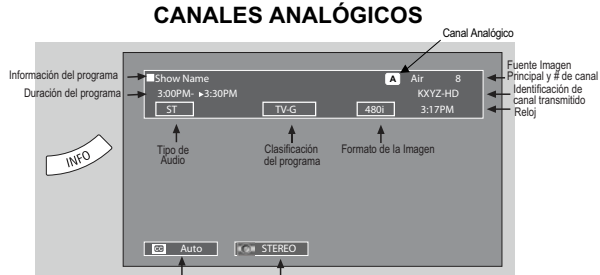 CANALES ANALÓGICOS
Canal Analógico
Información del programa
Show Name
A
Air 8
Fuente Imagen
Principal y # de canal
Duración del programa
3:00PM- ▸3:30PM
KXYZ-HD
Identificación de
canal transmitido
ST
TV-G
480i
3:17PM
Reloj
Tipo de
Audio
Clasificación
del programa
Formato de la Imagen
INFO
CC Auto
STEREO